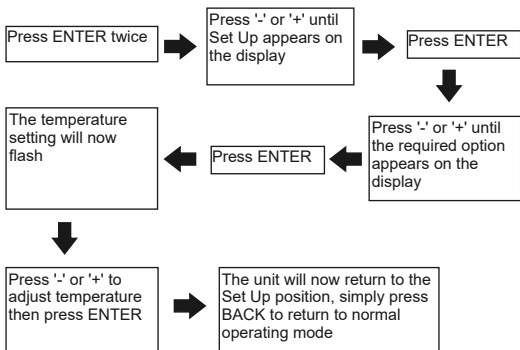 Press ENTER twice
Press '-' or '+' until
Set Up appears on
the display
Press ENTER
Press '-' or '+' until
the required option
appears on the
display
Press ENTER
The temperature
setting will now
flash
Press '-' or '+' to
adjust temperature
then press ENTER
The unit will now return to the
Set Up position, simply press
BACK to return to normal
operating mode